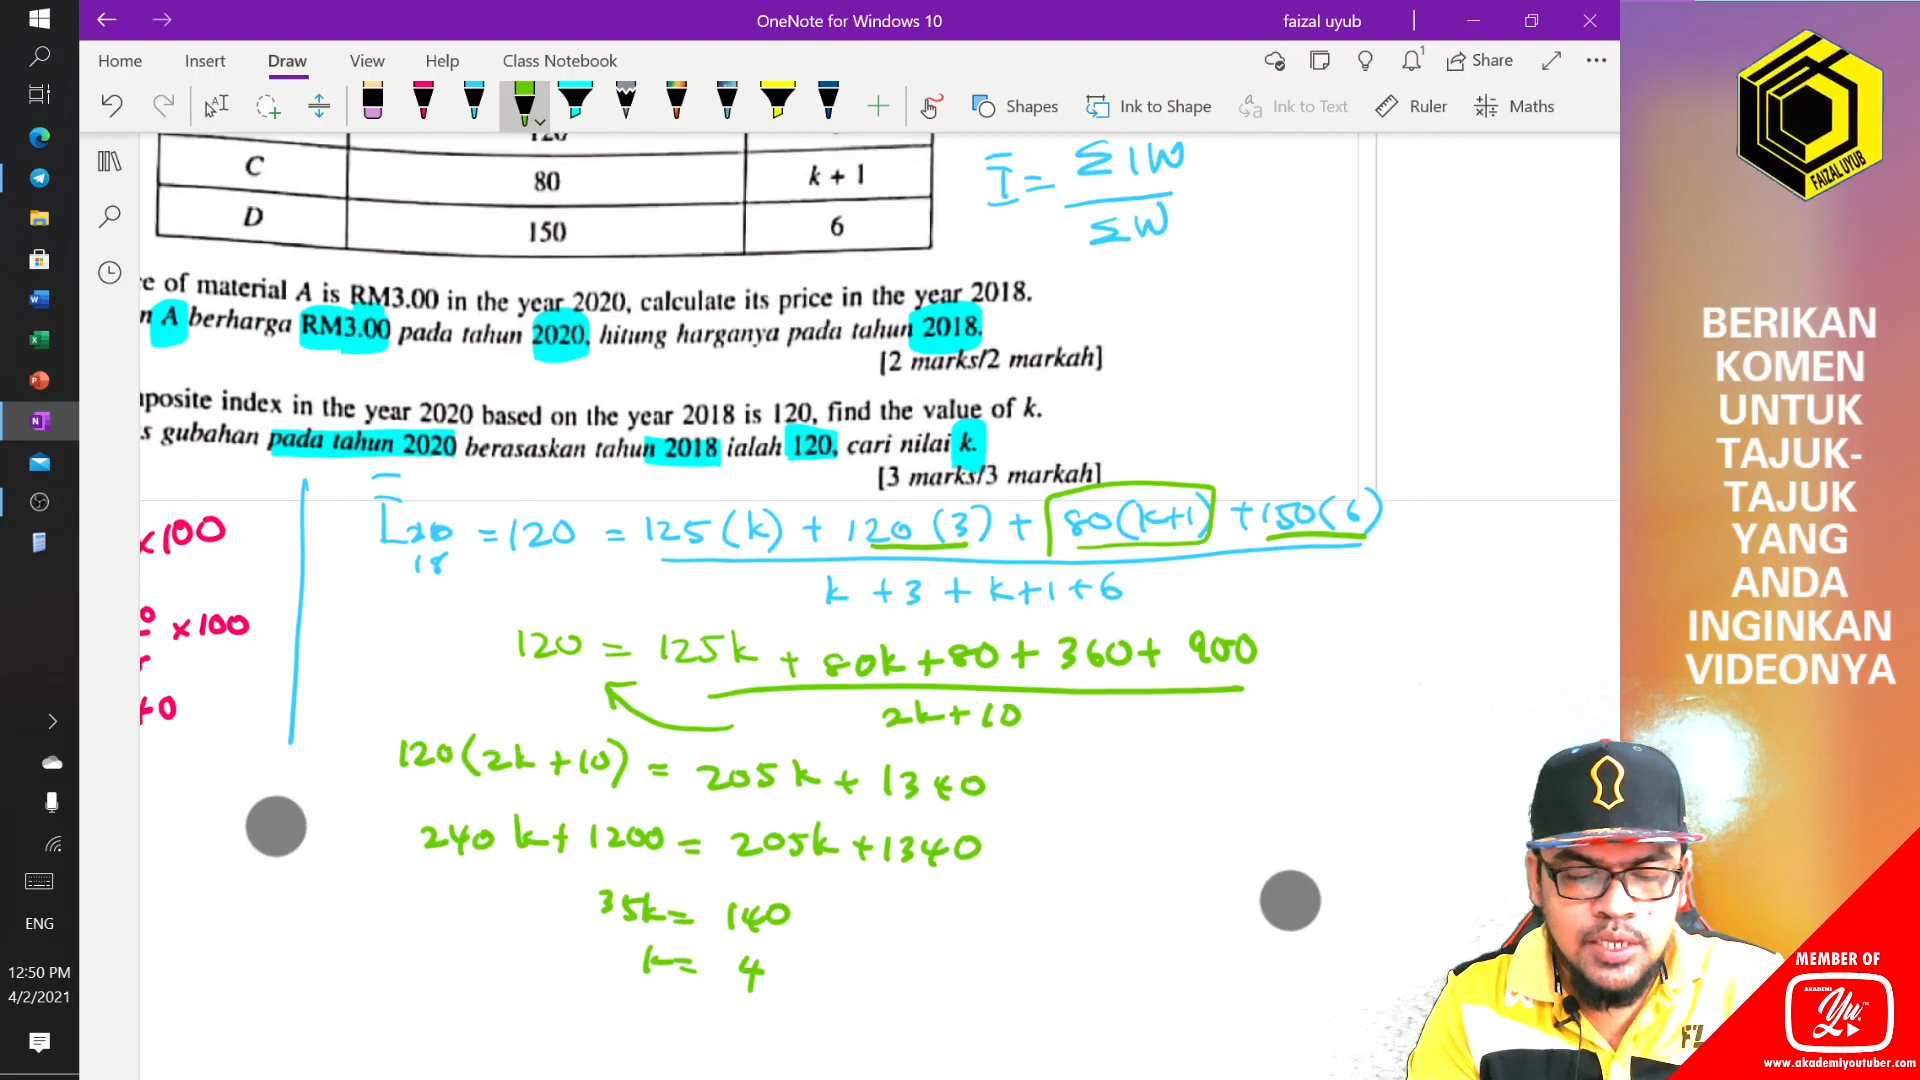 OneNote for Windows 10
faizal uyub
Home Insert Draw View Help Class Notebook
Share
Shapes Ink to Shape Ink to Text Ruler Maths
120
C 80 k + 1
D 150 6
Ī = ΣIW / ΣW
e of material A is RM3.00 in the year 2020, calculate its price in the year 2018.
n A berharga RM3.00 pada tahun 2020, hitung harganya pada tahun 2018.
[2 marks/2 markah]
posite index in the year 2020 based on the year 2018 is 120, find the value of k.
s gubahan pada tahun 2020 berasaskan tahun 2018 ialah 120, cari nilai k.
[3 marks/3 markah]
x100
x100
40
Ī 20/18 = 120 = 125(k) + 120(3) + 80(k+1) + 150(6)
k + 3 + k+1+6
120 = 125k + 80k + 80 + 360 + 900
2k+10
120(2k+10) = 205k + 1340
240k + 1200 = 205k + 1340
35k = 140
k = 4
FAIZAL UYUB
BERIKAN
KOMEN
UNTUK
TAJUK-
TAJUK
YANG
ANDA
INGINKAN
VIDEONYA
MEMBER OF
AKADEMI
Yu.
www.akademiyoutuber.com
ENG
12:50 PM
4/2/2021